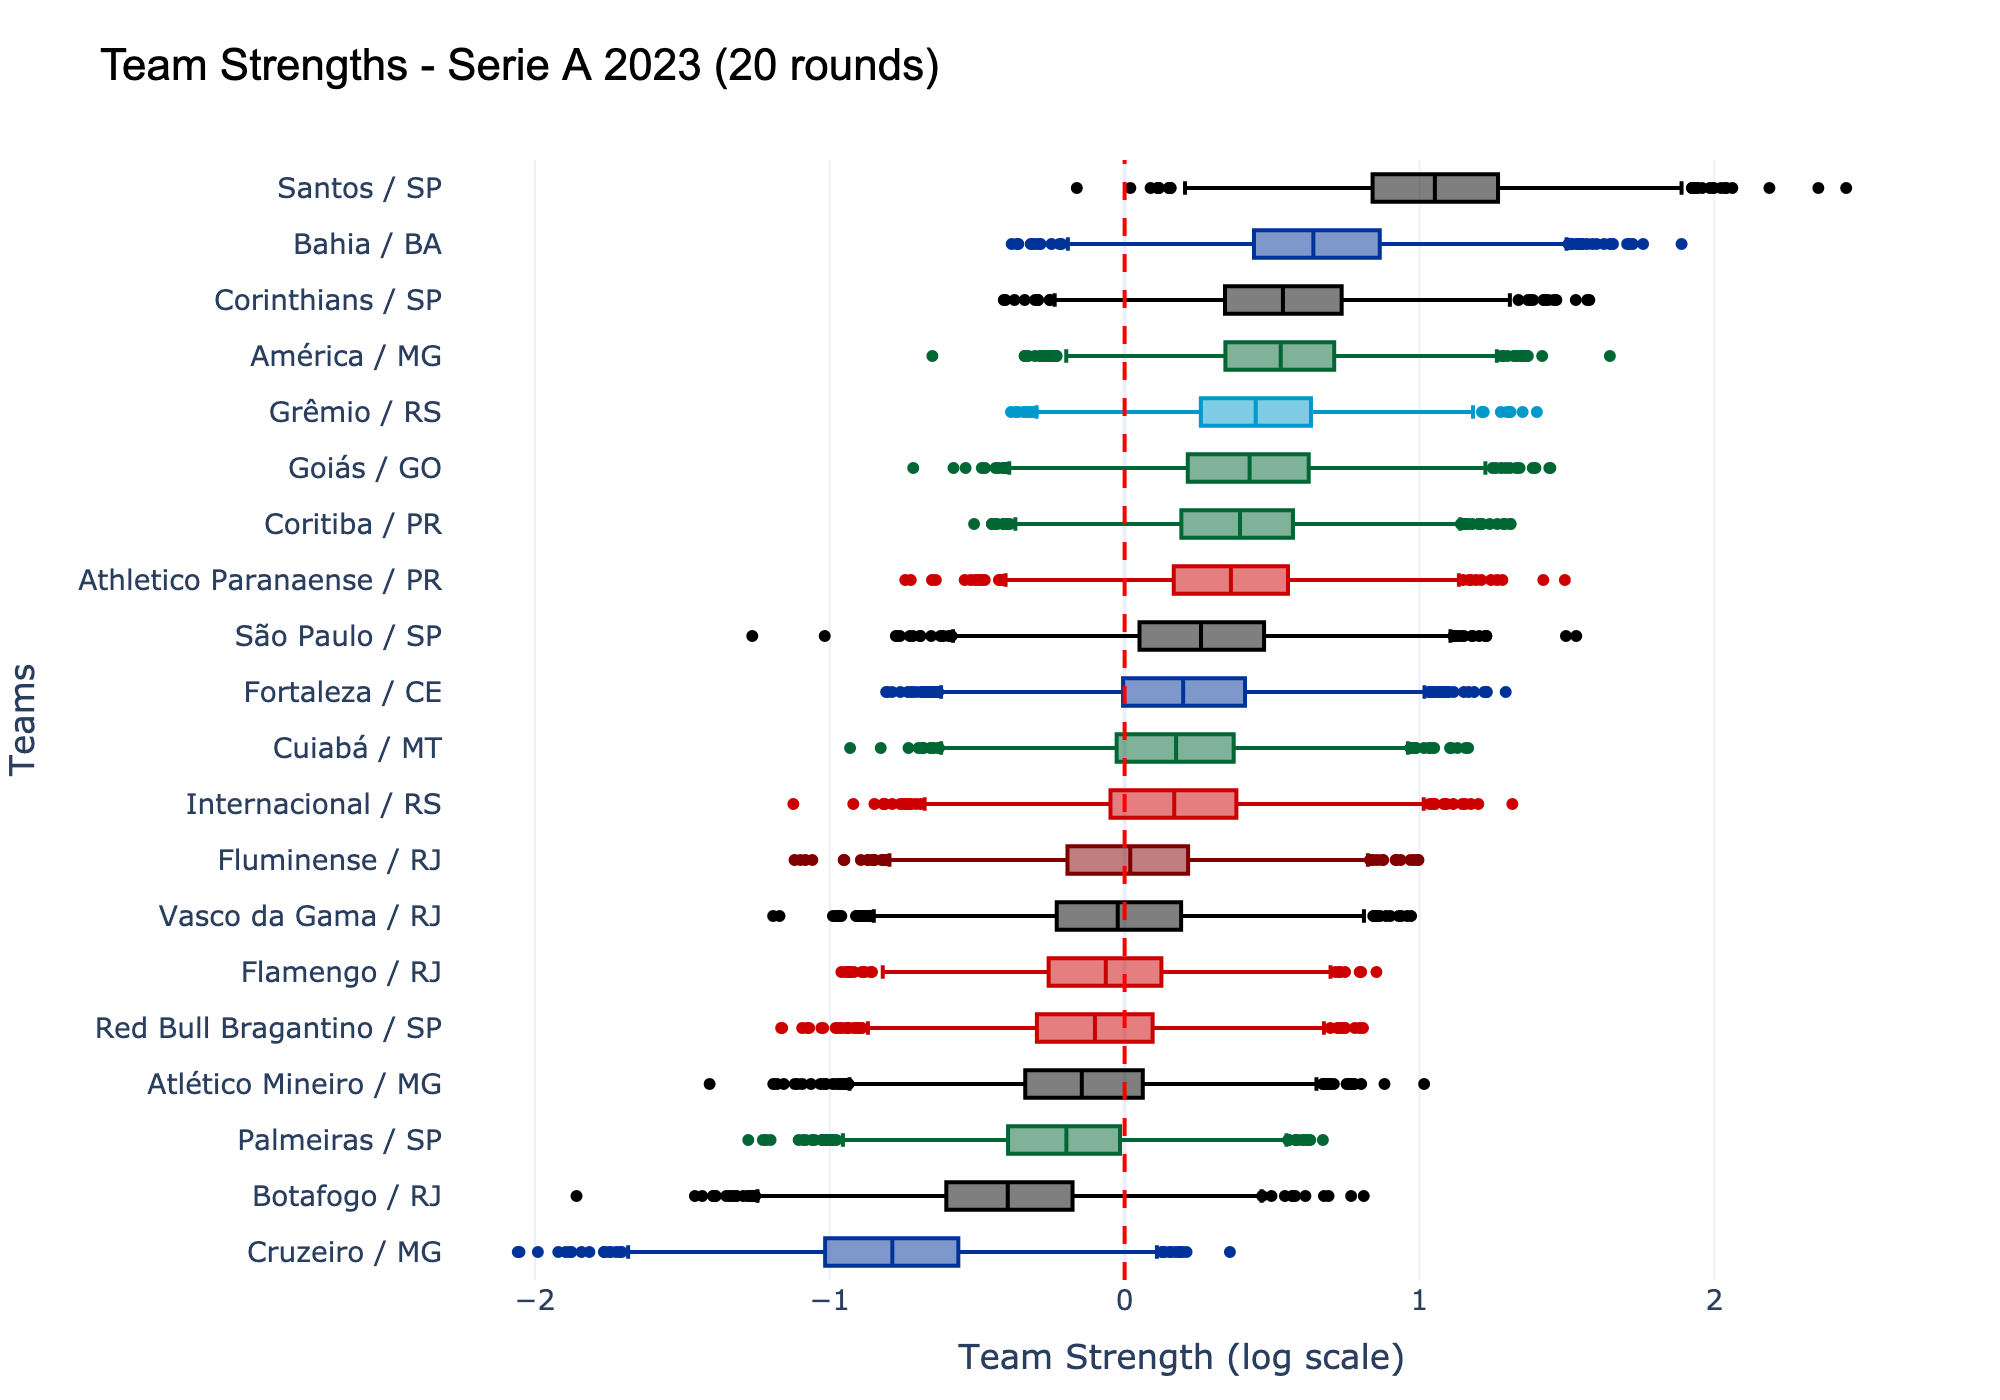 Team Strengths - Serie A 2023 (20 rounds)
Santos / SP
Bahia / BA
Corinthians / SP
América / MG
Grêmio / RS
Goiás / GO
Coritiba / PR
Athletico Paranaense / PR
São Paulo / SP
Fortaleza / CE
Cuiabá / MT
Internacional / RS
Fluminense / RJ
Vasco da Gama / RJ
Flamengo / RJ
Red Bull Bragantino / SP
Atlético Mineiro / MG
Palmeiras / SP
Botafogo / RJ
Cruzeiro / MG
Teams
−2 −1 0 1 2
Team Strength (log scale)